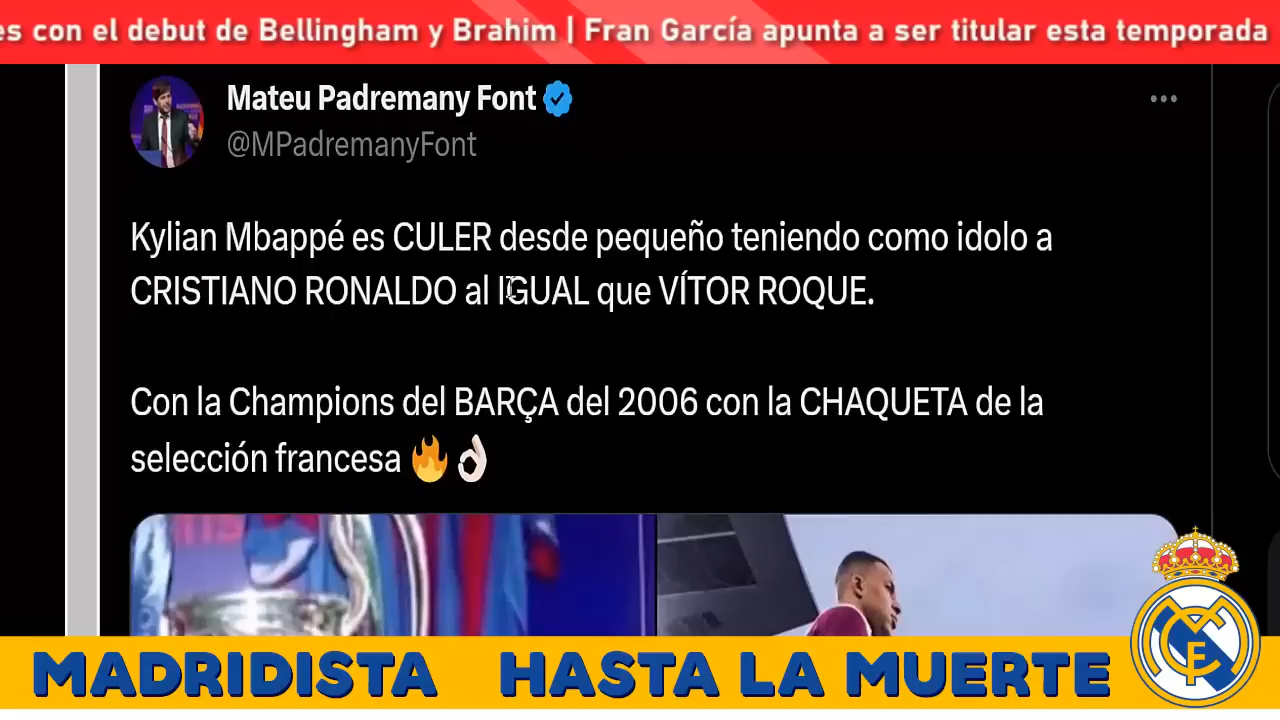 es con el debut de Bellingham y Brahim | Fran García apunta a ser titular esta temporada
Mateu Padremany Font
@MPadremanyFont
Kylian Mbappé es CULER desde pequeño teniendo como idolo a
CRISTIANO RONALDO al IGUAL que VÍTOR ROQUE.
Con la Champions del BARÇA del 2006 con la CHAQUETA de la
selección francesa 🔥👌🏻
MADRIDISTA HASTA LA MUERTE